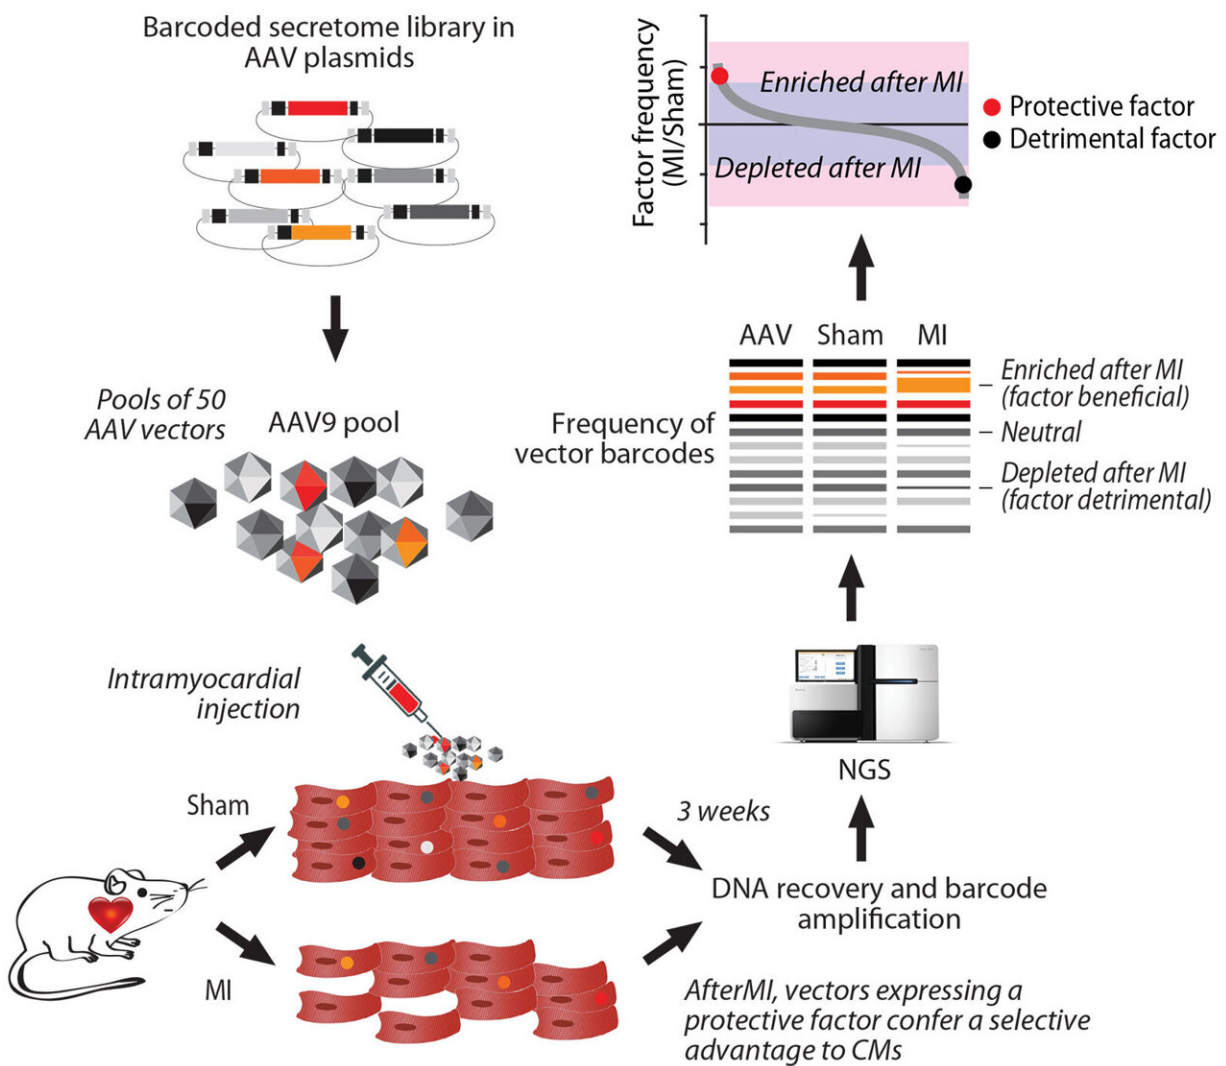 Barcoded secretome library in
AAV plasmids
Pools of 50
AAV vectors
AAV9 pool
Intramyocardial
injection
Sham
MI
3 weeks
DNA recovery and barcode
amplification
AfterMI, vectors expressing a
protective factor confer a selective
advantage to CMs
NGS
Frequency of
vector barcodes
AAV Sham MI
Enriched after MI
(factor beneficial)
Neutral
Depleted after MI
(factor detrimental)
Factor frequency
(MI/Sham)
Enriched after MI
Depleted after MI
Protective factor
Detrimental factor